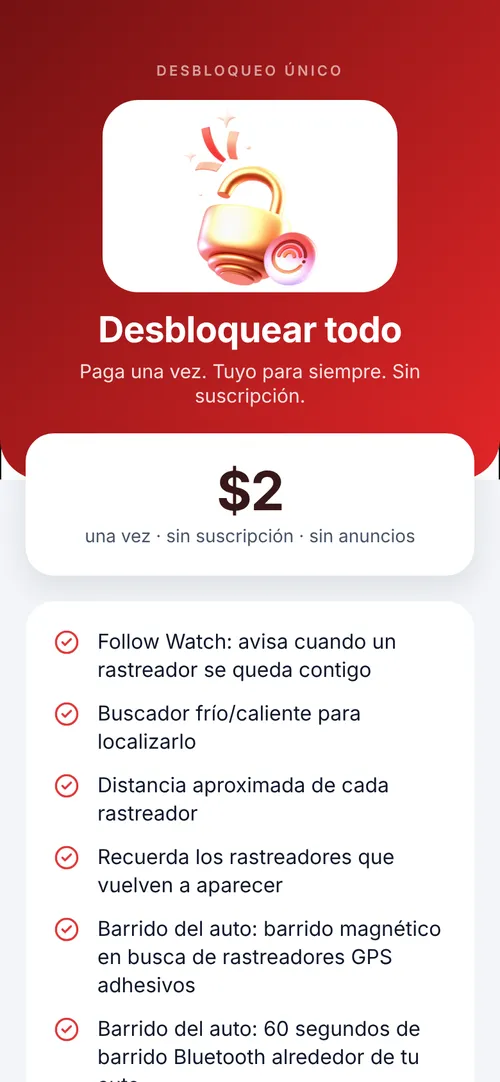 DESBLOQUEO ÚNICO
Desbloquear todo
Paga una vez. Tuyo para siempre. Sin
suscripción.
$2
una vez · sin suscripción · sin anuncios
Follow Watch: avisa cuando un
rastreador se queda contigo
Buscador frío/caliente para
localizarlo
Distancia aproximada de cada
rastreador
Recuerda los rastreadores que
vuelven a aparecer
Barrido del auto: barrido magnético
en busca de rastreadores GPS
adhesivos
Barrido del auto: 60 segundos de
barrido Bluetooth alrededor de tu